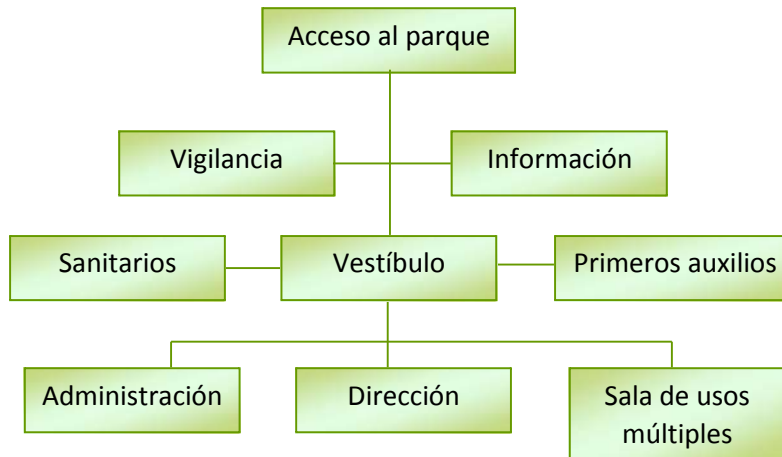 Acceso al parque
Vigilancia
Información
Sanitarios
Vestíbulo
Primeros auxilios
Administración
Dirección
Sala de usos
múltiples